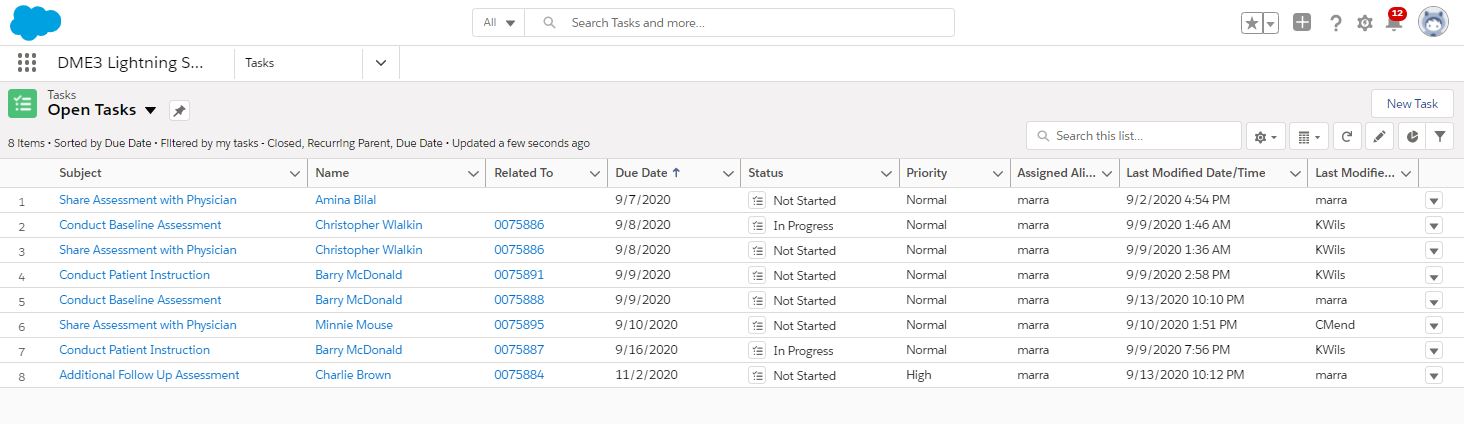 All Search Tasks and more... 12
DME3 Lightning S... Tasks
Tasks
Open Tasks
New Task
8 Items • Sorted by Due Date • Filtered by my tasks - Closed, Recurring Parent, Due Date • Updated a few seconds ago
Search this list...
Subject Name Related To Due Date ↑ Status Priority Assigned Ali... Last Modified Date/Time Last Modifie...
1 Share Assessment with Physician Amina Bilal 9/7/2020 Not Started Normal marra 9/2/2020 4:54 PM marra
2 Conduct Baseline Assessment Christopher Wlalkin 0075886 9/8/2020 In Progress Normal marra 9/9/2020 1:46 AM KWils
3 Share Assessment with Physician Christopher Wlalkin 0075886 9/8/2020 Not Started Normal marra 9/9/2020 1:36 AM KWils
4 Conduct Patient Instruction Barry McDonald 0075891 9/9/2020 Not Started Normal marra 9/9/2020 2:58 PM KWils
5 Conduct Baseline Assessment Barry McDonald 0075888 9/9/2020 Not Started Normal marra 9/13/2020 10:10 PM marra
6 Share Assessment with Physician Minnie Mouse 0075895 9/10/2020 Not Started Normal marra 9/10/2020 1:51 PM CMend
7 Conduct Patient Instruction Barry McDonald 0075887 9/16/2020 In Progress Normal marra 9/9/2020 7:56 PM KWils
8 Additional Follow Up Assessment Charlie Brown 0075884 11/2/2020 Not Started High marra 9/13/2020 10:12 PM marra